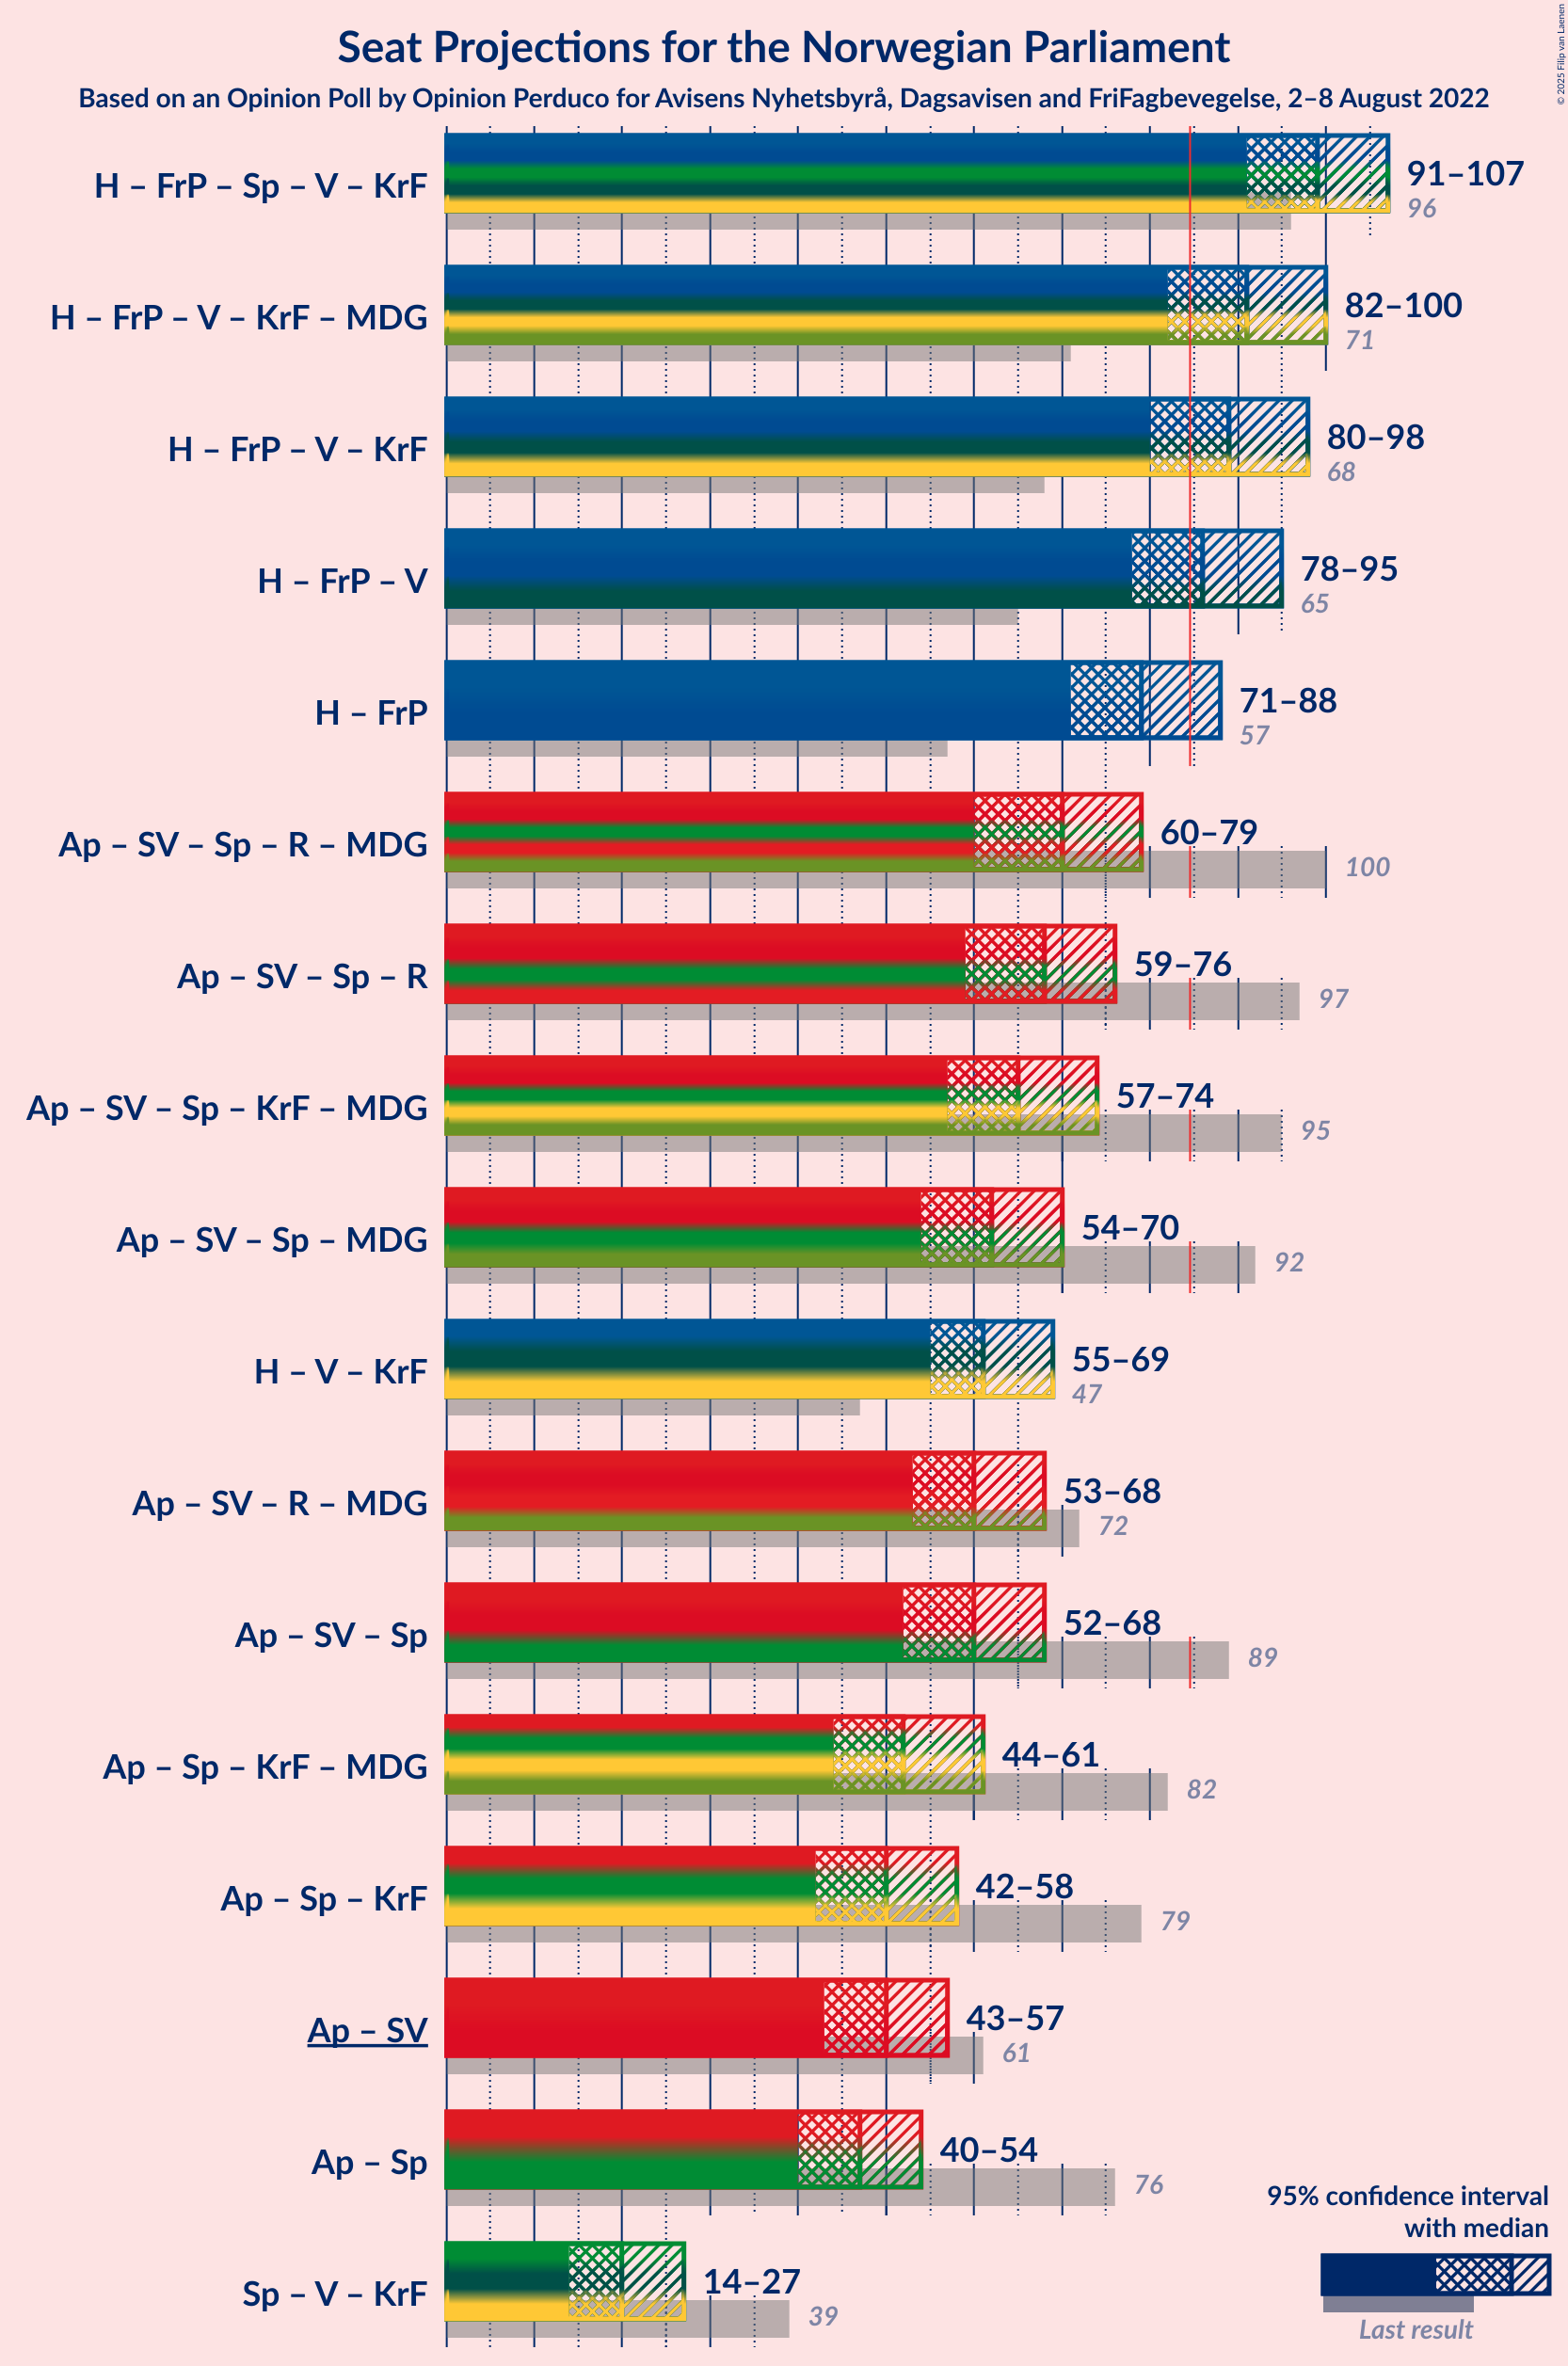 Seat Projections for the Norwegian Parliament
Based on an Opinion Poll by Opinion Perduco for Avisens Nyhetsbyrå, Dagsavisen and FriFagbevegelse, 2–8 August 2022
© 2025 Filip van Laenen
H – FrP – Sp – V – KrF
91–107
96
H – FrP – V – KrF – MDG
82–100
71
H – FrP – V – KrF
80–98
68
H – FrP – V
78–95
65
H – FrP
71–88
57
Ap – SV – Sp – R – MDG
60–79
100
Ap – SV – Sp – R
59–76
97
Ap – SV – Sp – KrF – MDG
57–74
95
Ap – SV – Sp – MDG
54–70
92
H – V – KrF
55–69
47
Ap – SV – R – MDG
53–68
72
Ap – SV – Sp
52–68
89
Ap – Sp – KrF – MDG
44–61
82
Ap – Sp – KrF
42–58
79
Ap – SV
43–57
61
Ap – Sp
40–54
76
Sp – V – KrF
14–27
39
95% confidence interval
with median
Last result